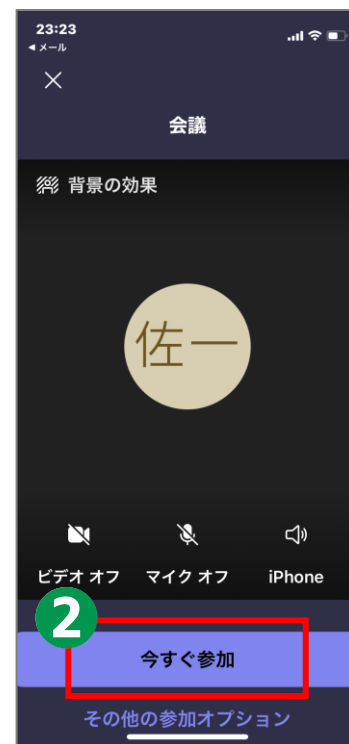 23:23
◀ メール
会議
背景の効果
佐一
ビデオ オフ マイク オフ iPhone
2
今すぐ参加
その他の参加オプション